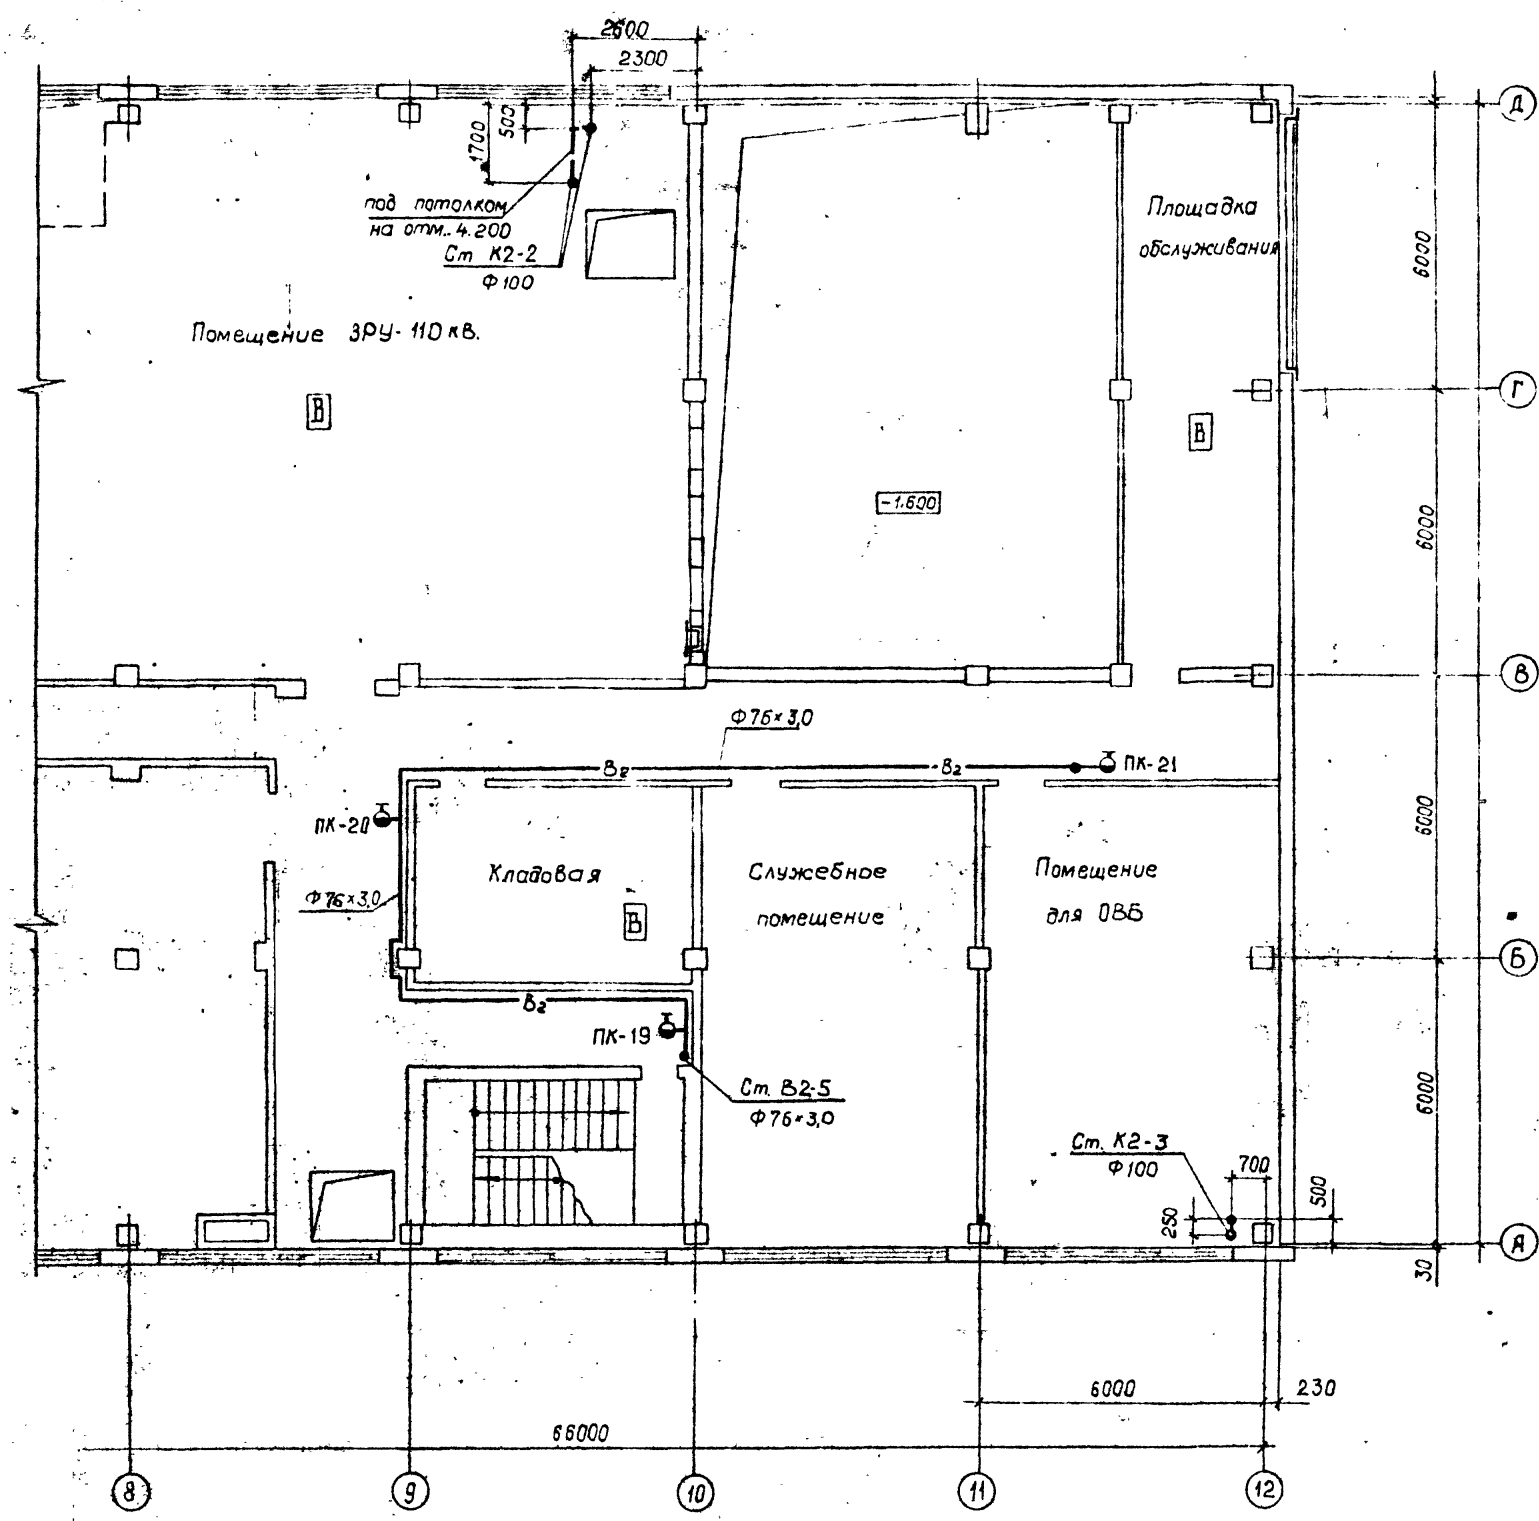 2600
2300
Д
500
1700
под потолком
на отм. 4.200
Ст К2-2
Ф100
Площадка
обслуживания
6000
Помещение ЗРУ-110 кв.
Г
В
В
-1.600
6000
В
Ф76×3,0
В2
В2
ПК-21
ПК-20
6000
Кладовая
Служебное
помещение
Помещение
для ОВБ
Ф76×3,0
В
Б
В2
ПК-19
Ст. В2-5
Ф76×3,0
6000
Ст. К2-3
Ф100
700
500
250
А
30
6000
230
66000
8
9
10
11
12